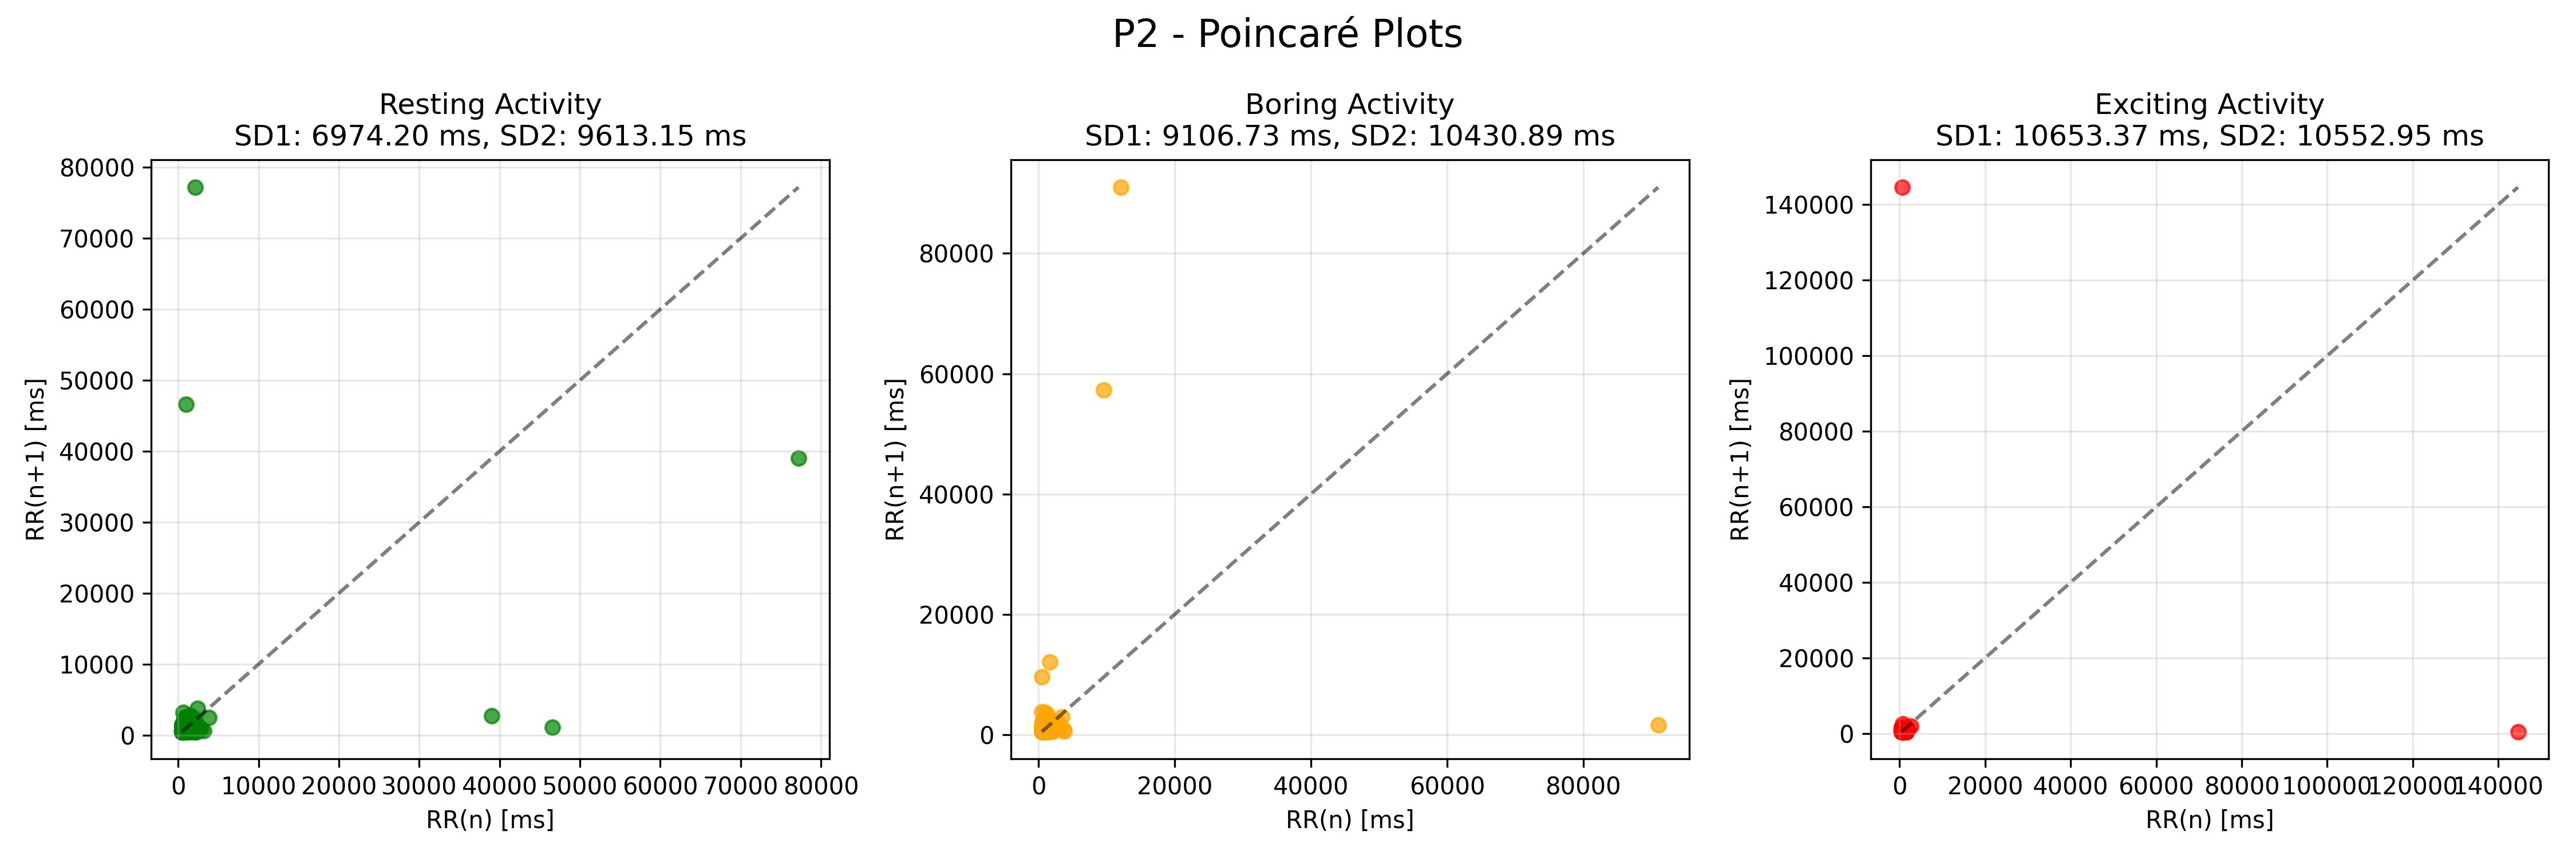 P2 - Poincaré Plots
Resting Activity
SD1: 6974.20 ms, SD2: 9613.15 ms
80000
70000
60000
50000
40000
30000
20000
10000
0
RR(n+1) [ms]
0 10000 20000 30000 40000 50000 60000 70000 80000
RR(n) [ms]
Boring Activity
SD1: 9106.73 ms, SD2: 10430.89 ms
80000
60000
40000
20000
0
RR(n+1) [ms]
0 20000 40000 60000 80000
RR(n) [ms]
Exciting Activity
SD1: 10653.37 ms, SD2: 10552.95 ms
140000
120000
100000
80000
60000
40000
20000
0
RR(n+1) [ms]
0 20000 40000 60000 80000 100000 120000 140000
RR(n) [ms]